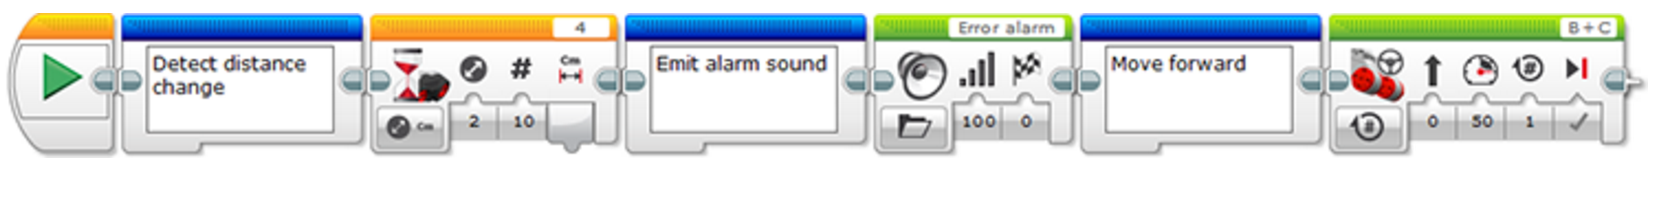 4
Error alarm
B+C
Detect distance
change
#
Cm
Emit alarm sound
Move forward
#
Cm
2
10
100
0
#
0
50
1